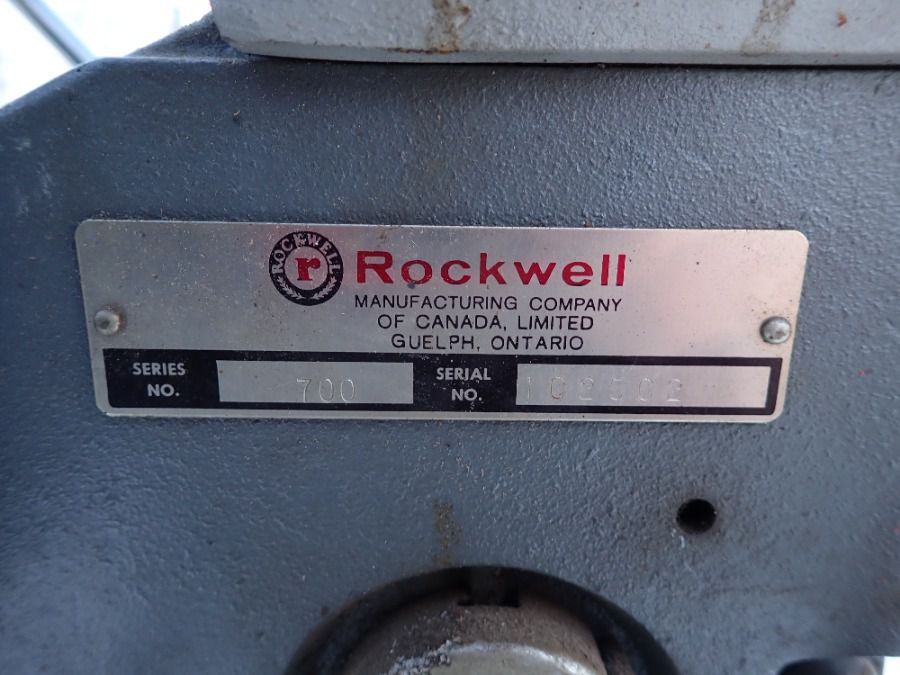 ROCKWELL
r
Rockwell
MANUFACTURING COMPANY
OF CANADA, LIMITED
GUELPH, ONTARIO
SERIES NO. 700 SERIAL NO. 102502